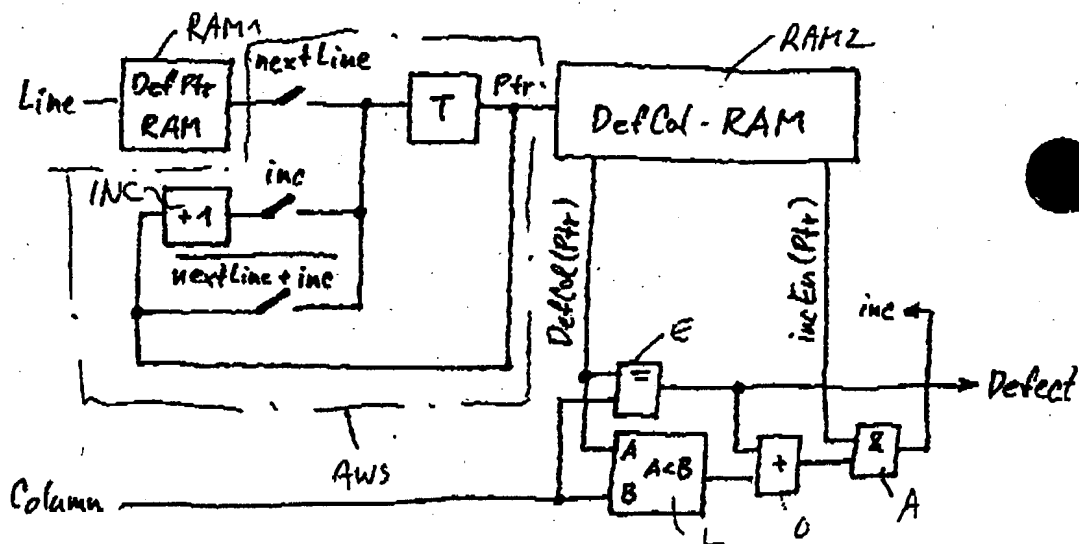 RAM1
RAM2
nextLine
Line
DefPtr
RAM
T
Ptr
DefCol-RAM
INC
+1
inc
nextLine + inc
DefCol(Ptr)
incEn(Ptr)
inc
E
=
Defect
A
A<B
B
+
&
AWS
Column
L
O
A